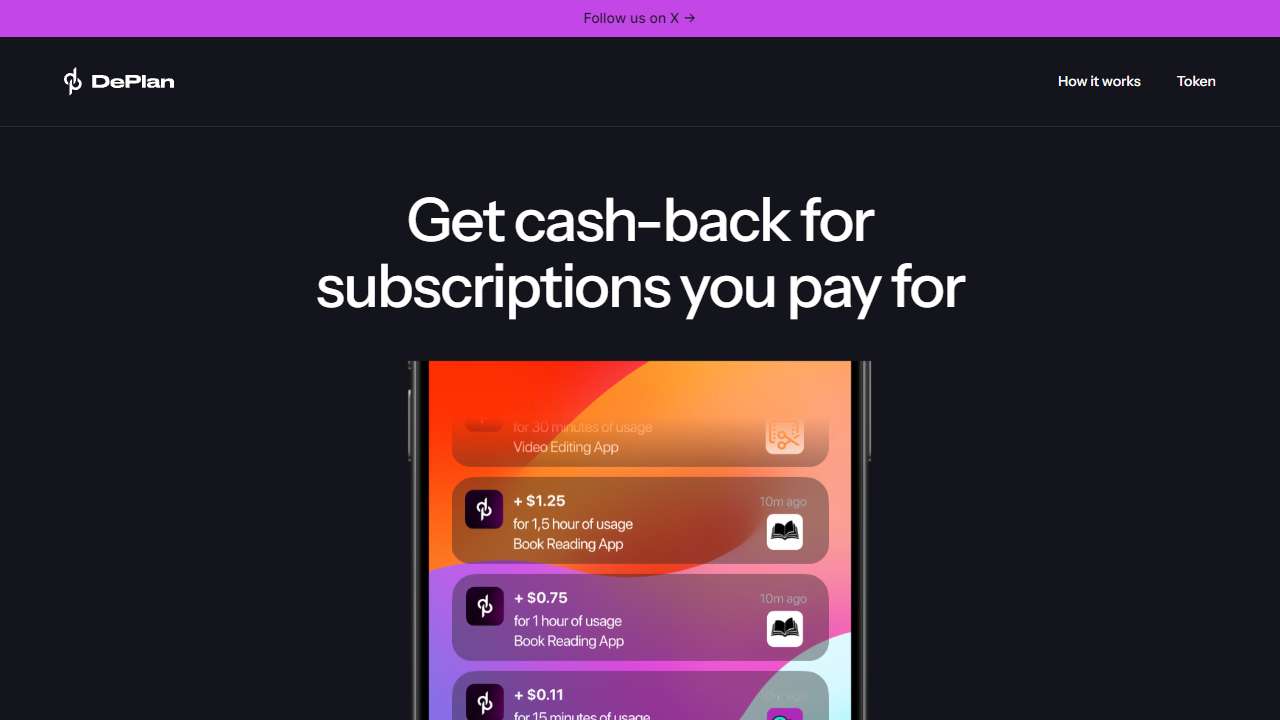 Follow us on X →
DePlan
How it works
Token
Get cash-back for
subscriptions you pay for
for 30 minutes of usage
Video Editing App
+ $1.25
10m ago
for 1,5 hour of usage
Book Reading App
+ $0.75
10m ago
for 1 hour of usage
Book Reading App
+ $0.11
for 15 minutes of usage